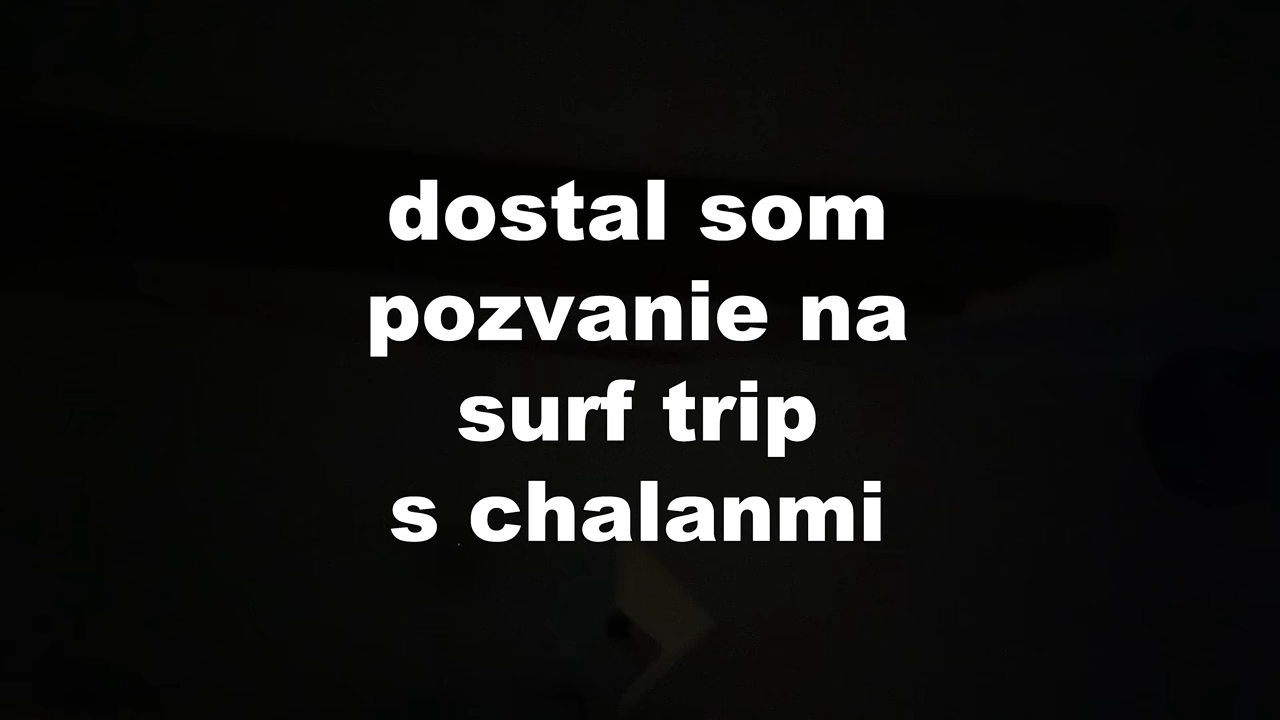 dostal som
pozvanie na
surf trip
s chalanmi